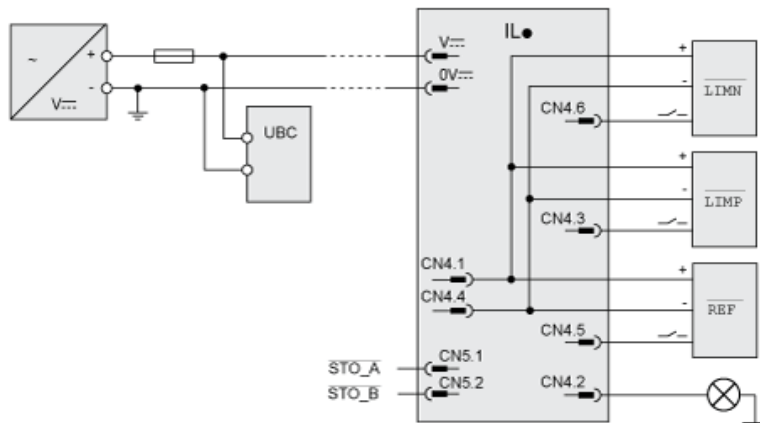 IL●
~
+
-
V⎓
UBC
V⎓
0V⎓
CN4.6
+
-
LIMN
+
-
LIMP
CN4.3
CN4.1
CN4.4
+
-
REF
CN4.5
STO_A
CN5.1
STO_B
CN5.2
CN4.2